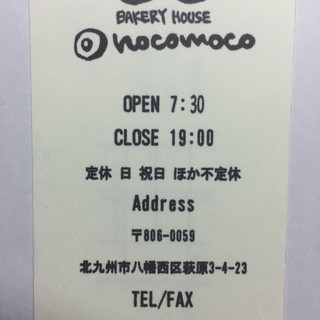 BAKERY HOUSE
nocomoco
OPEN 7:30
CLOSE 19:00
定休 日 祝日 ほか不定休
Address
〒806-0059
北九州市八幡西区萩原3-4-23
TEL/FAX